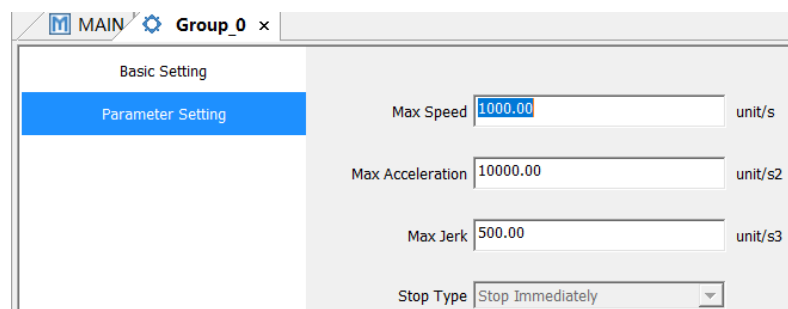 M MAIN Group_0 ×
Basic Setting
Parameter Setting
Max Speed 1000.00 unit/s
Max Acceleration 10000.00 unit/s2
Max Jerk 500.00 unit/s3
Stop Type Stop Immediately